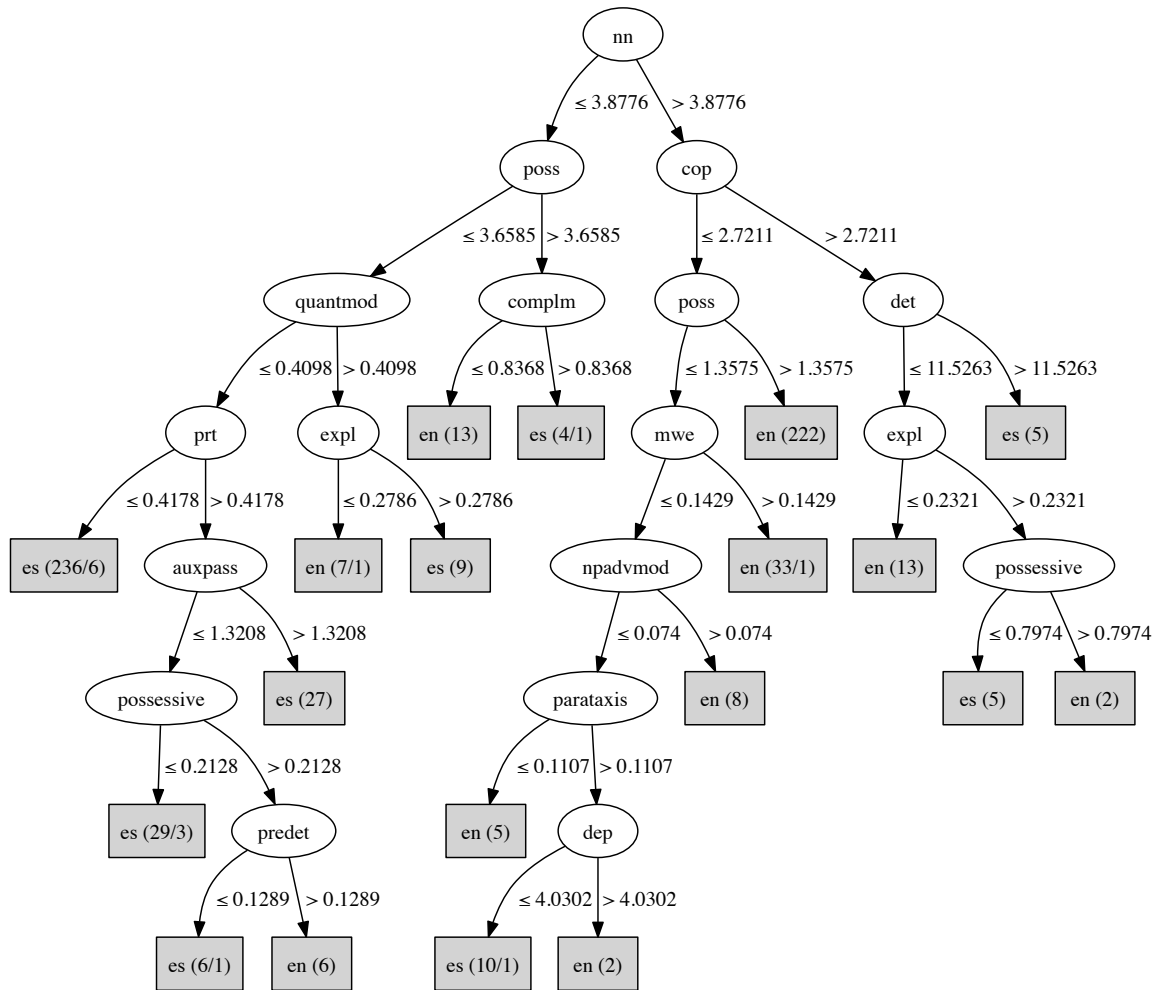 nn
≤ 3.8776 > 3.8776
poss cop
≤ 3.6585 > 3.6585 ≤ 2.7211 > 2.7211
quantmod complm poss det
≤ 0.4098 > 0.4098 ≤ 0.8368 > 0.8368 ≤ 1.3575 > 1.3575 ≤ 11.5263 > 11.5263
prt expl en (13) es (4/1) mwe en (222) expl es (5)
≤ 0.4178 > 0.4178 ≤ 0.2786 > 0.2786 ≤ 0.1429 > 0.1429 ≤ 0.2321 > 0.2321
es (236/6) auxpass en (7/1) es (9) npadvmod en (33/1) en (13) possessive
≤ 1.3208 > 1.3208 ≤ 0.074 > 0.074 ≤ 0.7974 > 0.7974
possessive es (27) parataxis en (8) es (5) en (2)
≤ 0.2128 > 0.2128 ≤ 0.1107 > 0.1107
es (29/3) predet en (5) dep
≤ 0.1289 > 0.1289 ≤ 4.0302 > 4.0302
es (6/1) en (6) es (10/1) en (2)